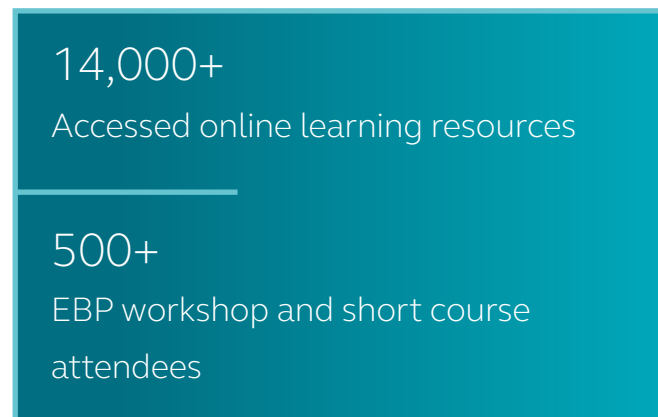 14,000+
Accessed online learning resources
500+
EBP workshop and short course
attendees